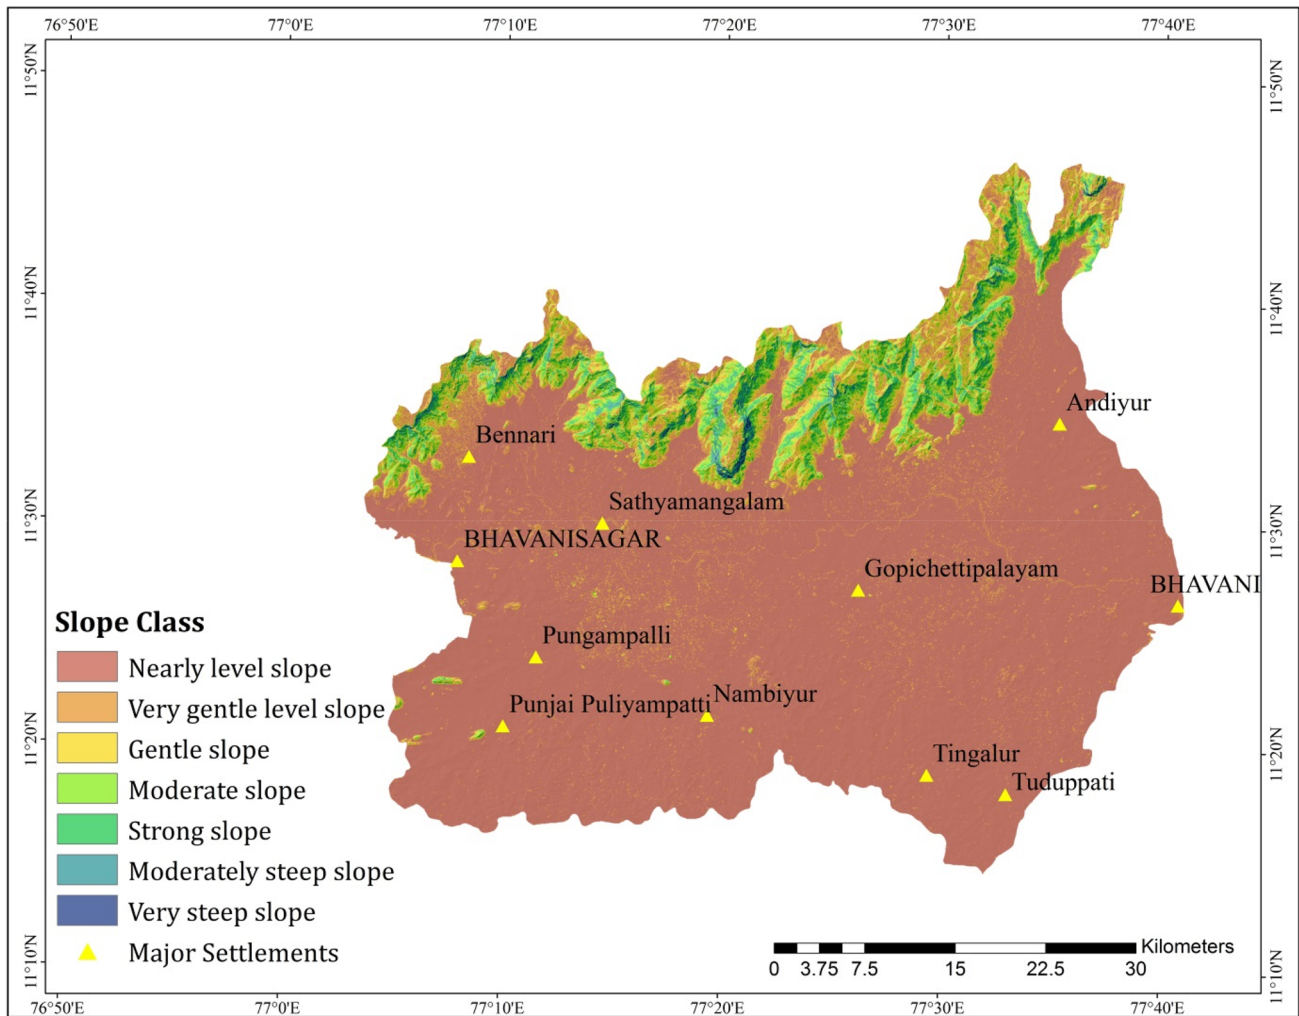 76°50'E 77°0'E 77°10'E 77°20'E 77°30'E 77°40'E
11°50'N 11°50'N
11°40'N 11°40'N
Andiyur
Bennari
Sathyamangalam
11°30'N 11°30'N
BHAVANISAGAR
Gopichettipalayam
BHAVANI
Pungampalli
Punjai Puliyampatti
Nambiyur
11°20'N 11°20'N
Tingalur
Tuduppati
Slope Class
Nearly level slope
Very gentle level slope
Gentle slope
Moderate slope
Strong slope
Moderately steep slope
Very steep slope
Major Settlements
Kilometers
0 3.75 7.5 15 22.5 30
11°10'N 11°10'N
76°50'E 77°0'E 77°10'E 77°20'E 77°30'E 77°40'E